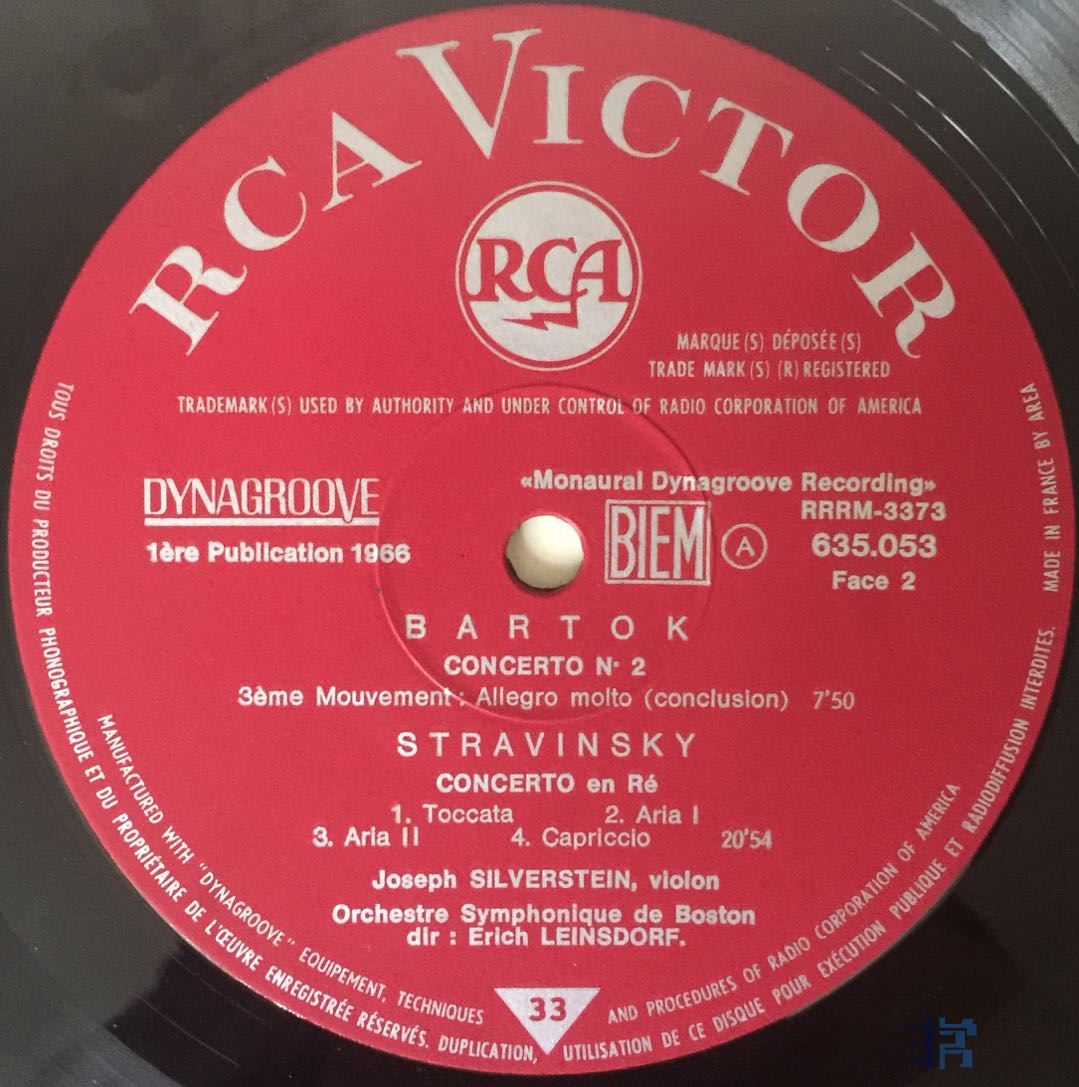 RCA VICTOR
RCA
MARQUE (S) DÉPOSÉE (S)
TRADE MARK (S) (R) REGISTERED
TRADEMARK (S) USED BY AUTHORITY AND UNDER CONTROL OF RADIO CORPORATION OF AMERICA
DYNAGROOVE
«Monaural Dynagroove Recording»
RRRM-3373
1ère Publication 1966
BIEM
A
635.053
Face 2
BARTOK
CONCERTO N· 2
3ème Mouvement : Allegro molto (conclusion) 7'50
STRAVINSKY
CONCERTO en Ré
1. Toccata 2. Aria I
3. Aria II 4. Capriccio 20'54
Joseph SILVERSTEIN, violon
Orchestre Symphonique de Boston
dir : Erich LEINSDORF.
33
MANUFACTURED WITH "DYNAGROOVE" EQUIPEMENT, TECHNIQUES AND PROCEDURES OF RADIO CORPORATION OF AMERICA
TOUS DROITS DU PRODUCTEUR PHONOGRAPHIQUE ET DU PROPRIÉTAIRE DE L'ŒUVRE ENREGISTRÉE RÉSERVÉS. DUPLICATION, UTILISATION DE CE DISQUE POUR EXÉCUTION PUBLIQUE ET RADIODIFFUSION INTERDITES. MADE IN FRANCE BY AREA